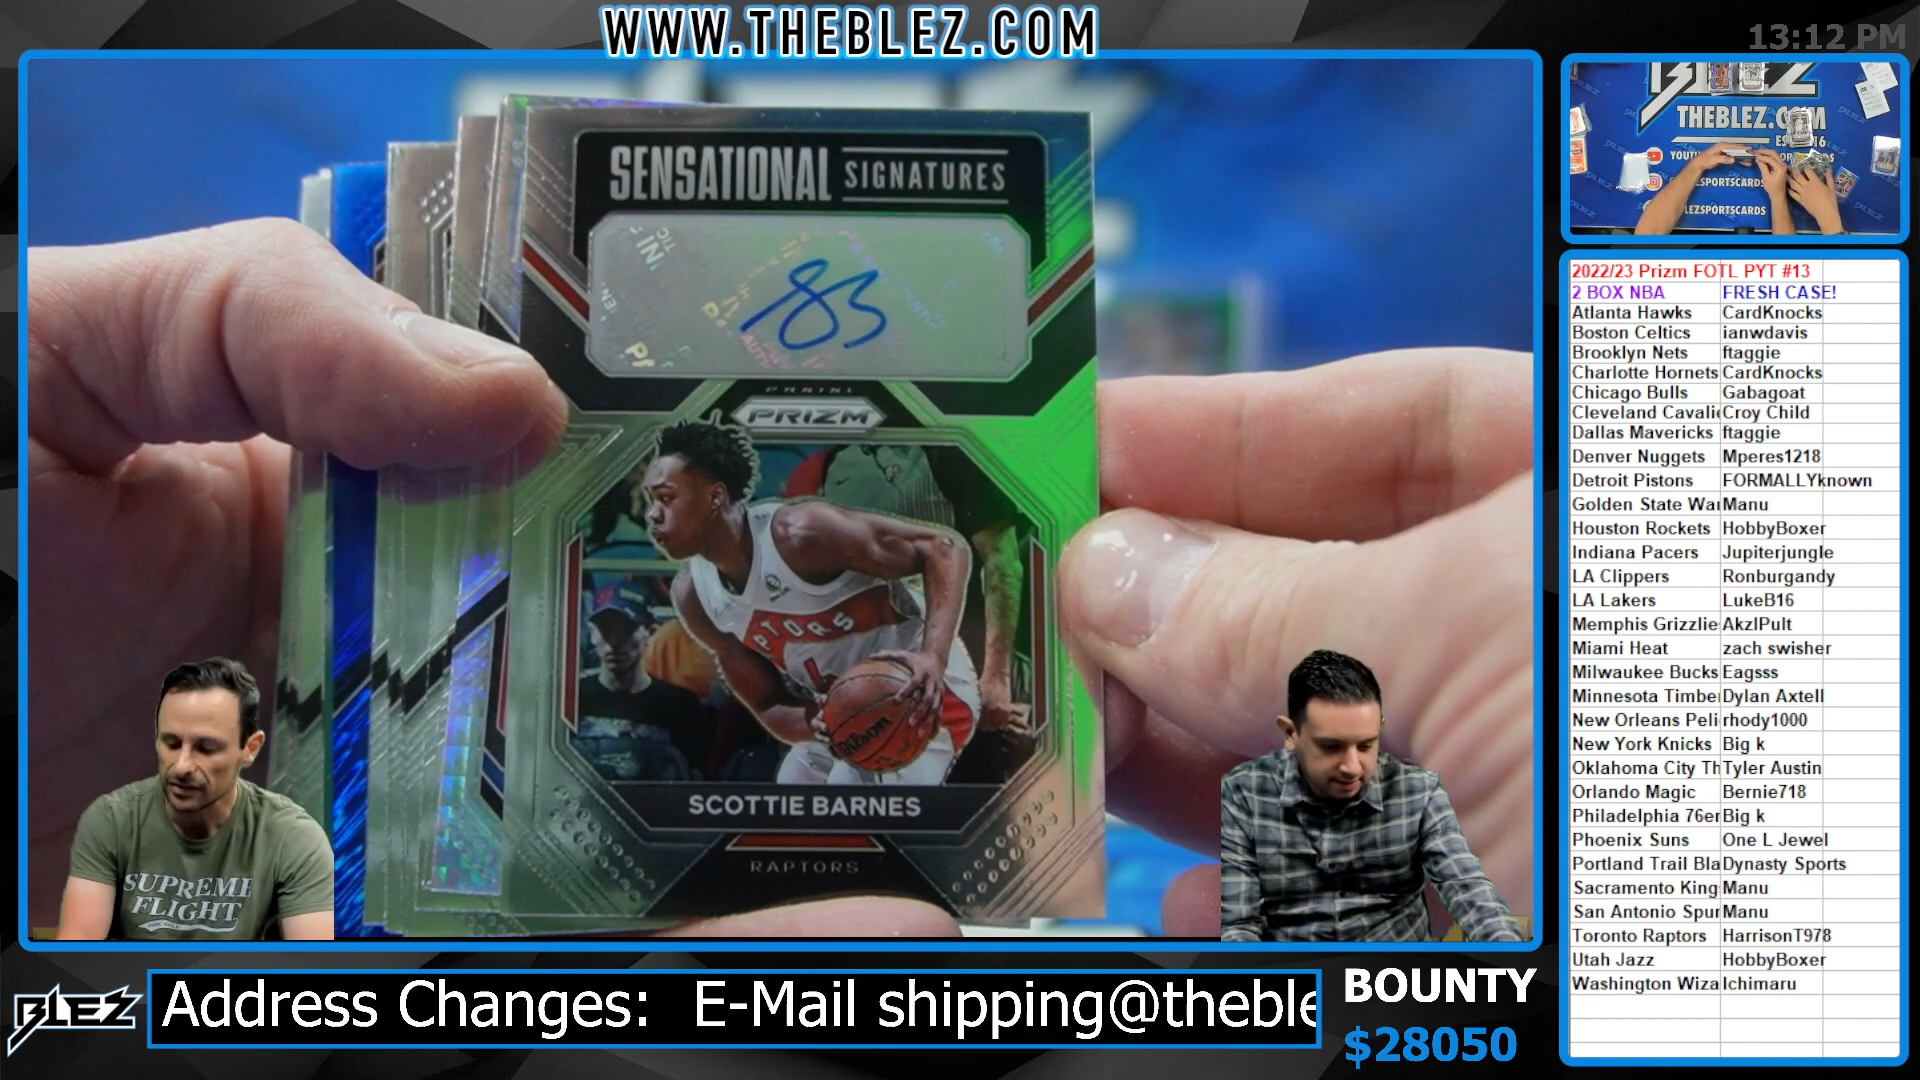 WWW.THEBLEZ.COM
13:12 PM
SENSATIONAL SIGNATURES
PANINI
PRIZM
RAPTORS
1
Wilson
SCOTTIE BARNES
RAPTORS
SUPREME
FLIGHT
BLEZ
THEBLEZ.COM
LEZSPORTSCARDS
2022/23 Prizm FOTL PYT #13
2 BOX NBA FRESH CASE!
Atlanta Hawks CardKnocks
Boston Celtics ianwdavis
Brooklyn Nets ftaggie
Charlotte Hornets CardKnocks
Chicago Bulls Gabagoat
Cleveland Cavali Croy Child
Dallas Mavericks ftaggie
Denver Nuggets Mperes1218
Detroit Pistons FORMALLYknown
Golden State War Manu
Houston Rockets HobbyBoxer
Indiana Pacers Jupiterjungle
LA Clippers Ronburgandy
LA Lakers LukeB16
Memphis Grizzlie AkzlPult
Miami Heat zach swisher
Milwaukee Bucks Eagsss
Minnesota Timbe Dylan Axtell
New Orleans Peli rhody1000
New York Knicks Big k
Oklahoma City Th Tyler Austin
Orlando Magic Bernie718
Philadelphia 76er Big k
Phoenix Suns One L Jewel
Portland Trail Bla Dynasty Sports
Sacramento King Manu
San Antonio Spur Manu
Toronto Raptors HarrisonT978
Utah Jazz HobbyBoxer
Washington Wiza Ichimaru
BLEZ
Address Changes: E-Mail shipping@theble
BOUNTY
$28050